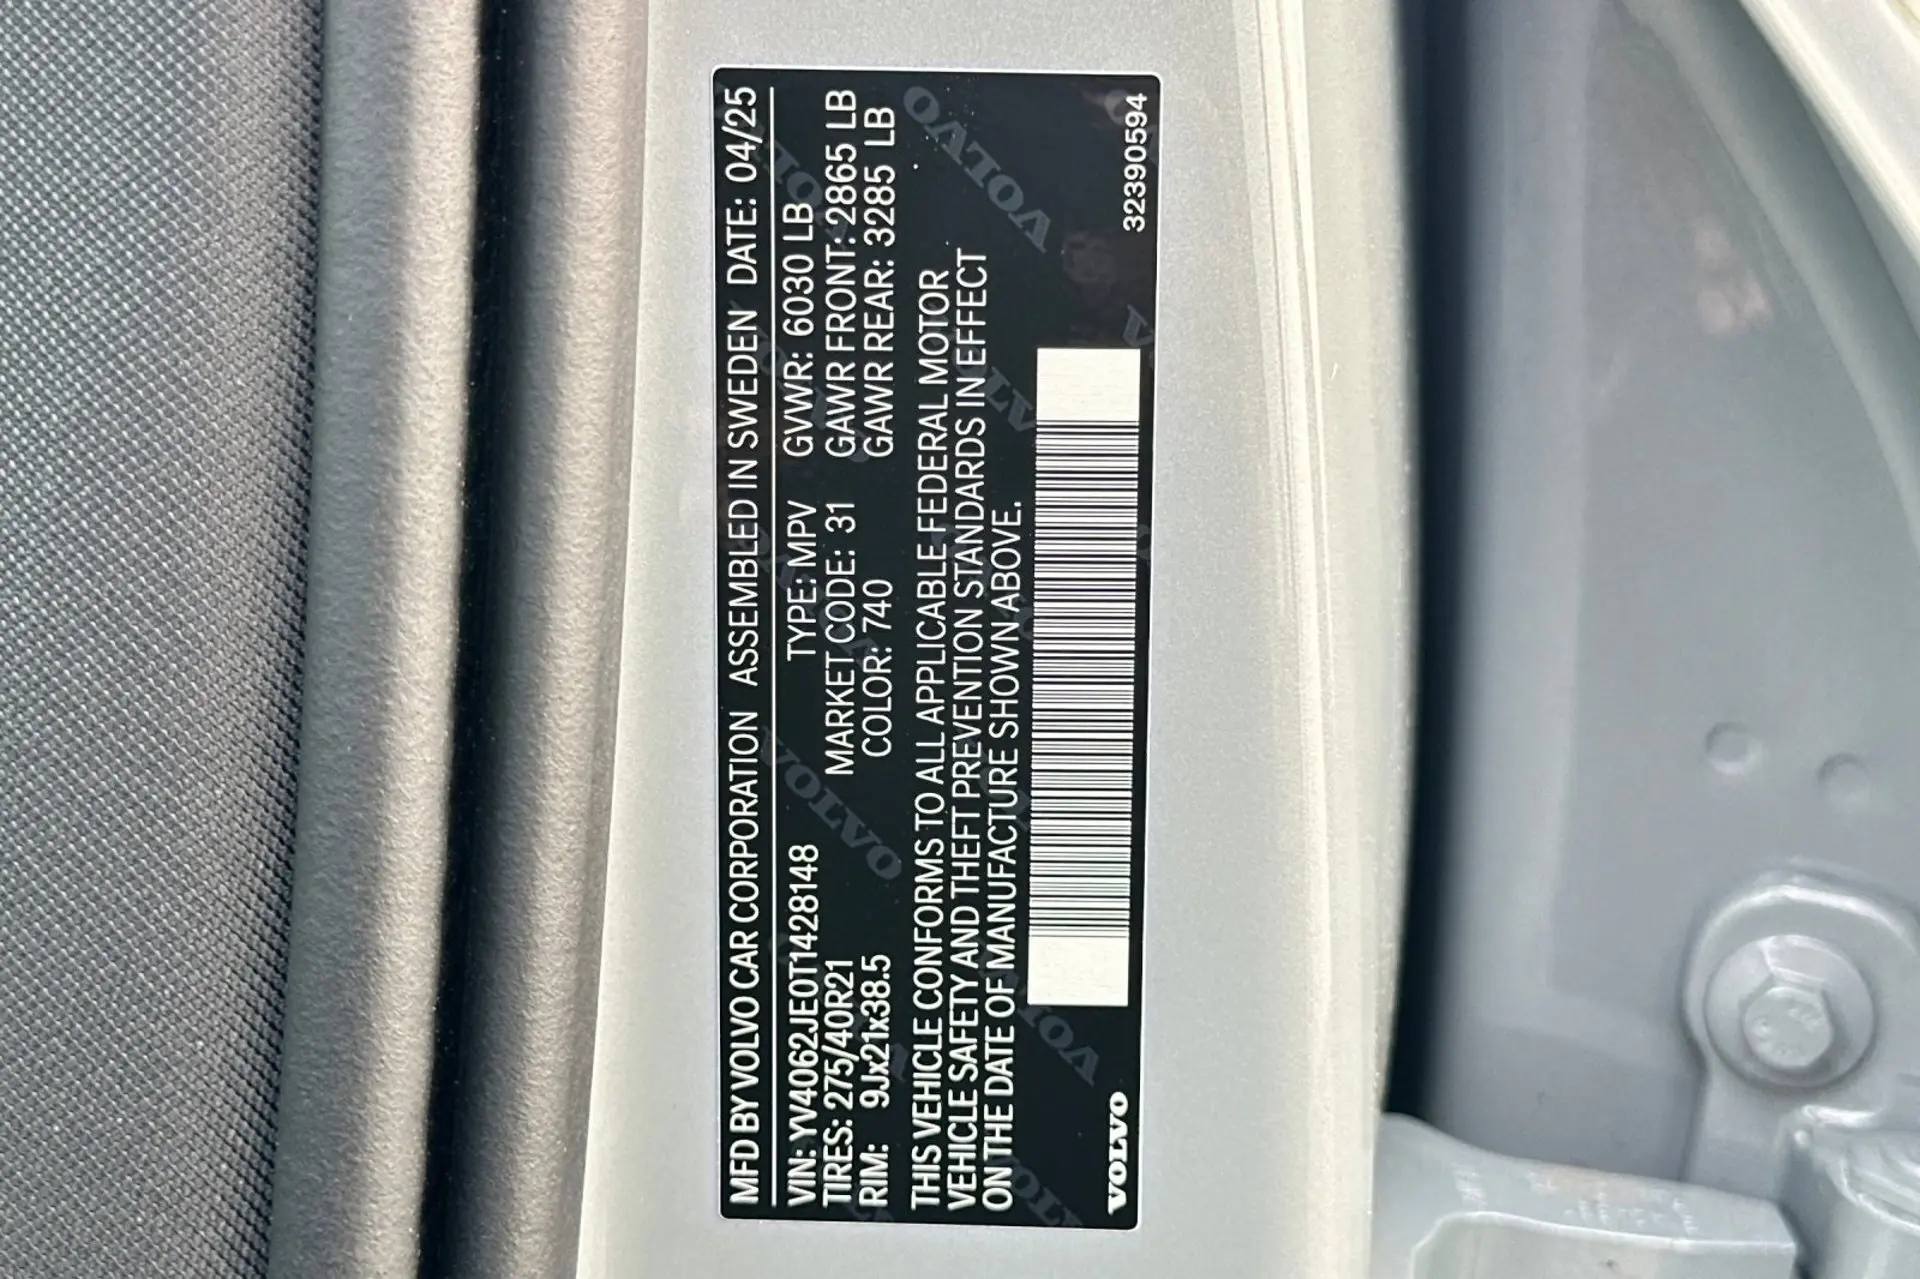 MFD BY VOLVO CAR CORPORATION ASSEMBLED IN SWEDEN DATE: 04/25
VIN: YV4062JE0T1428148 TYPE: MPV GVWR: 6030 LB
TIRES: 275/40R21 MARKET CODE: 31 GAWR FRONT: 2865 LB
RIM: 9Jx21x38.5 COLOR: 740 GAWR REAR: 3285 LB
THIS VEHICLE CONFORMS TO ALL APPLICABLE FEDERAL MOTOR
VEHICLE SAFETY AND THEFT PREVENTION STANDARDS IN EFFECT
ON THE DATE OF MANUFACTURE SHOWN ABOVE.
VOLVO 32390594